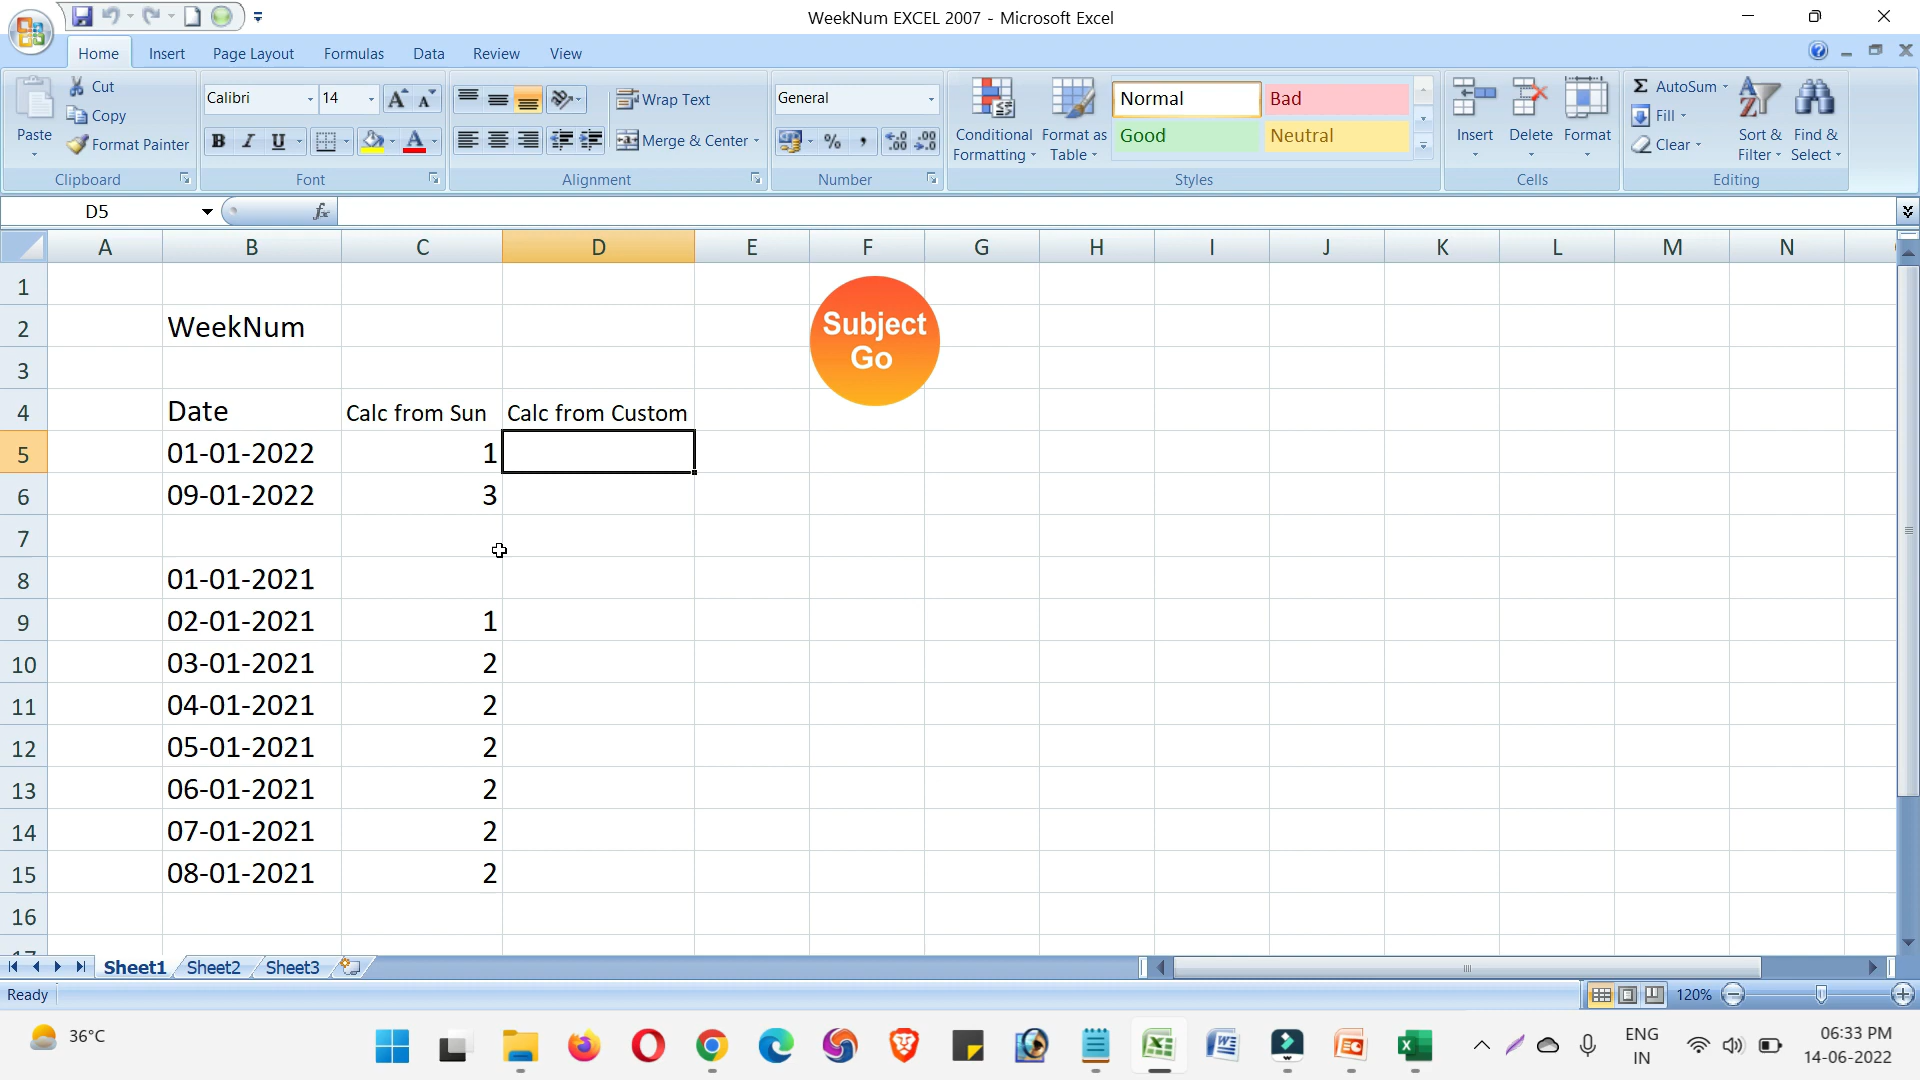 WeekNum EXCEL 2007 - Microsoft Excel
Home Insert Page Layout Formulas Data Review View
Paste
Cut
Copy
Format Painter
Clipboard
Calibri 14
B I U
Font
Wrap Text
Merge & Center
Alignment
General
Number
Conditional Formatting
Format as Table
Normal Bad
Good Neutral
Styles
Insert Delete Format
Cells
Σ AutoSum
Fill
Clear
Sort & Filter
Find & Select
Editing
D5 fx
A B C D E F G H I J K L M N
1
2 WeekNum
Subject
Go
3
4 Date Calc from Sun Calc from Custom
5 01-01-2022 1
6 09-01-2022 3
7
8 01-01-2021
9 02-01-2021 1
10 03-01-2021 2
11 04-01-2021 2
12 05-01-2021 2
13 06-01-2021 2
14 07-01-2021 2
15 08-01-2021 2
16
17
Sheet1 Sheet2 Sheet3
Ready 120%
36°C
ENG
IN
06:33 PM
14-06-2022